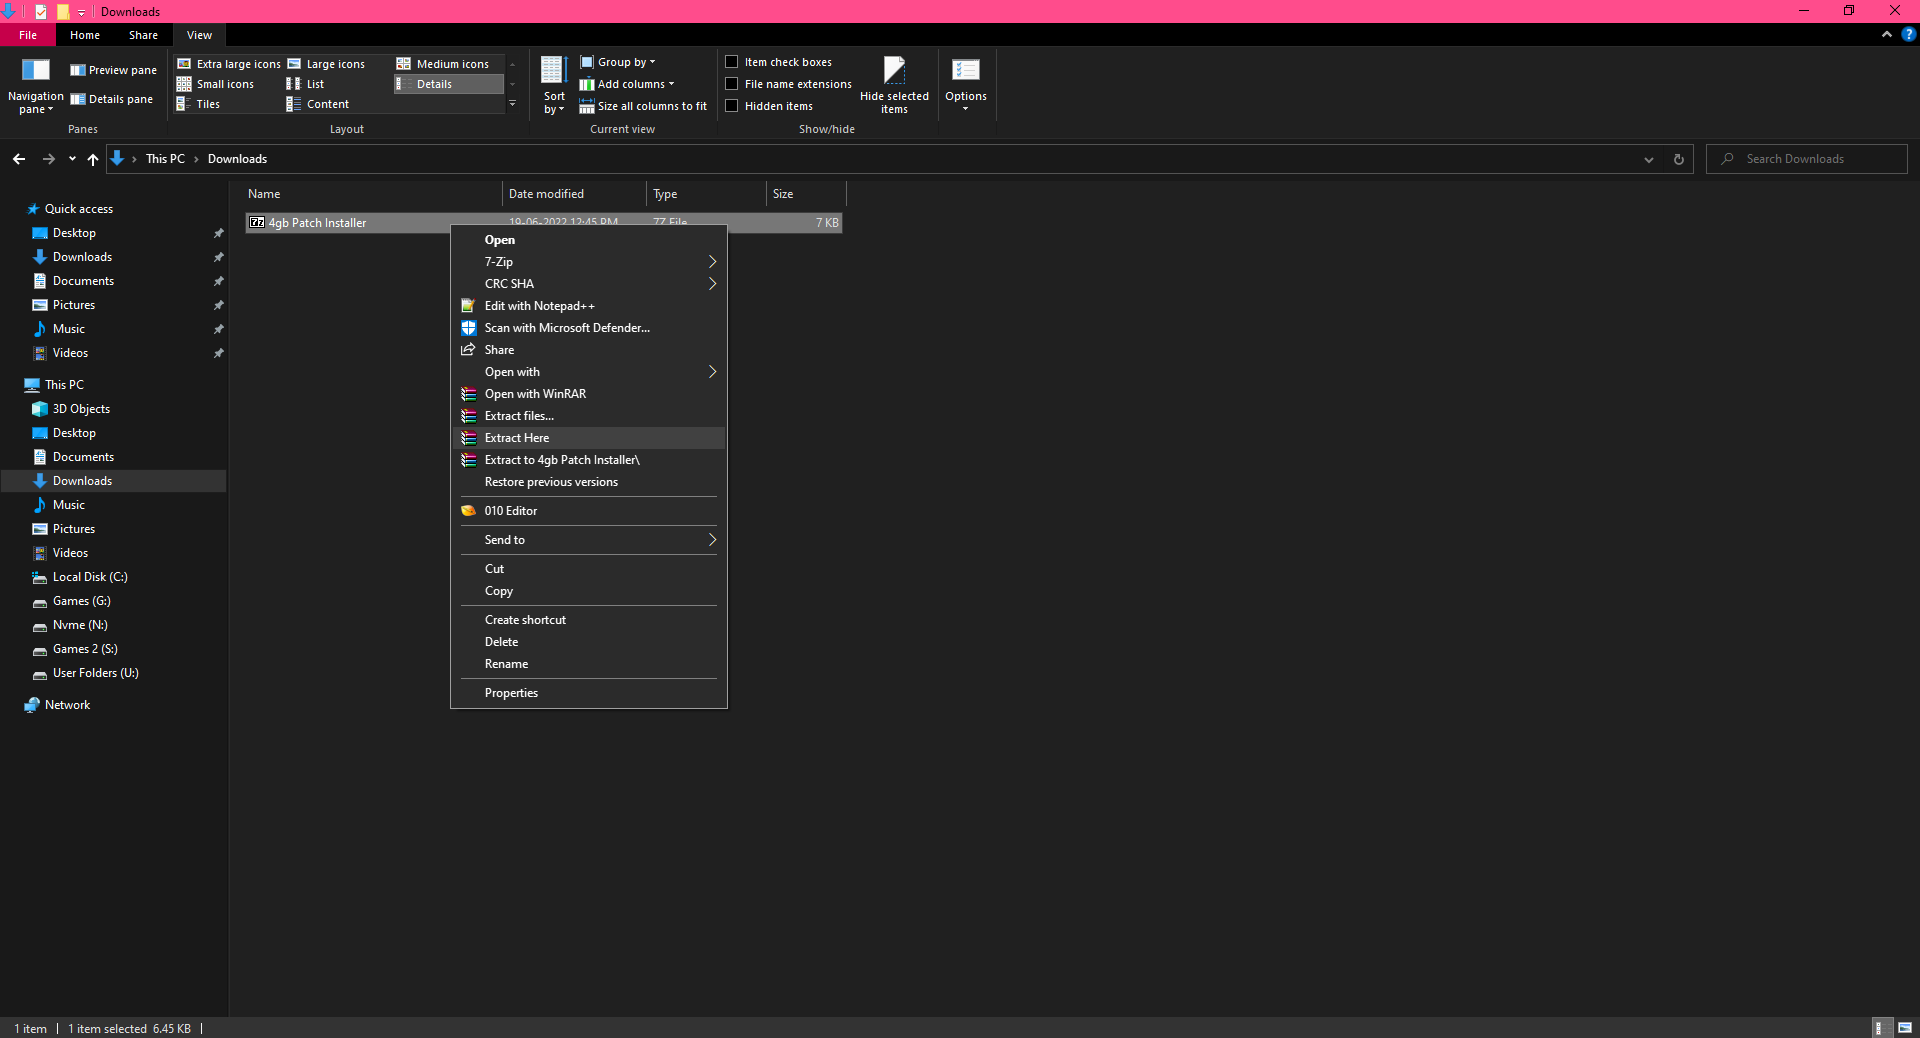 Downloads
File Home Share View
Navigation pane
Preview pane
Details pane
Panes
Extra large icons Large icons Medium icons
Small icons List Details
Tiles Content
Layout
Sort by
Group by
Add columns
Size all columns to fit
Current view
Item check boxes
File name extensions
Hidden items
Hide selected items
Show/hide
Options
This PC Downloads
Search Downloads
Name Date modified Type Size
4gb Patch Installer 19-06-2022 12:45 PM 7Z File 7 KB
Quick access
Desktop
Downloads
Documents
Pictures
Music
Videos
This PC
3D Objects
Desktop
Documents
Downloads
Music
Pictures
Videos
Local Disk (C:)
Games (G:)
Nvme (N:)
Games 2 (S:)
User Folders (U:)
Network
Open
7-Zip
CRC SHA
Edit with Notepad++
Scan with Microsoft Defender...
Share
Open with
Open with WinRAR
Extract files...
Extract Here
Extract to 4gb Patch Installer\
Restore previous versions
010 Editor
Send to
Cut
Copy
Create shortcut
Delete
Rename
Properties
1 item 1 item selected 6.45 KB